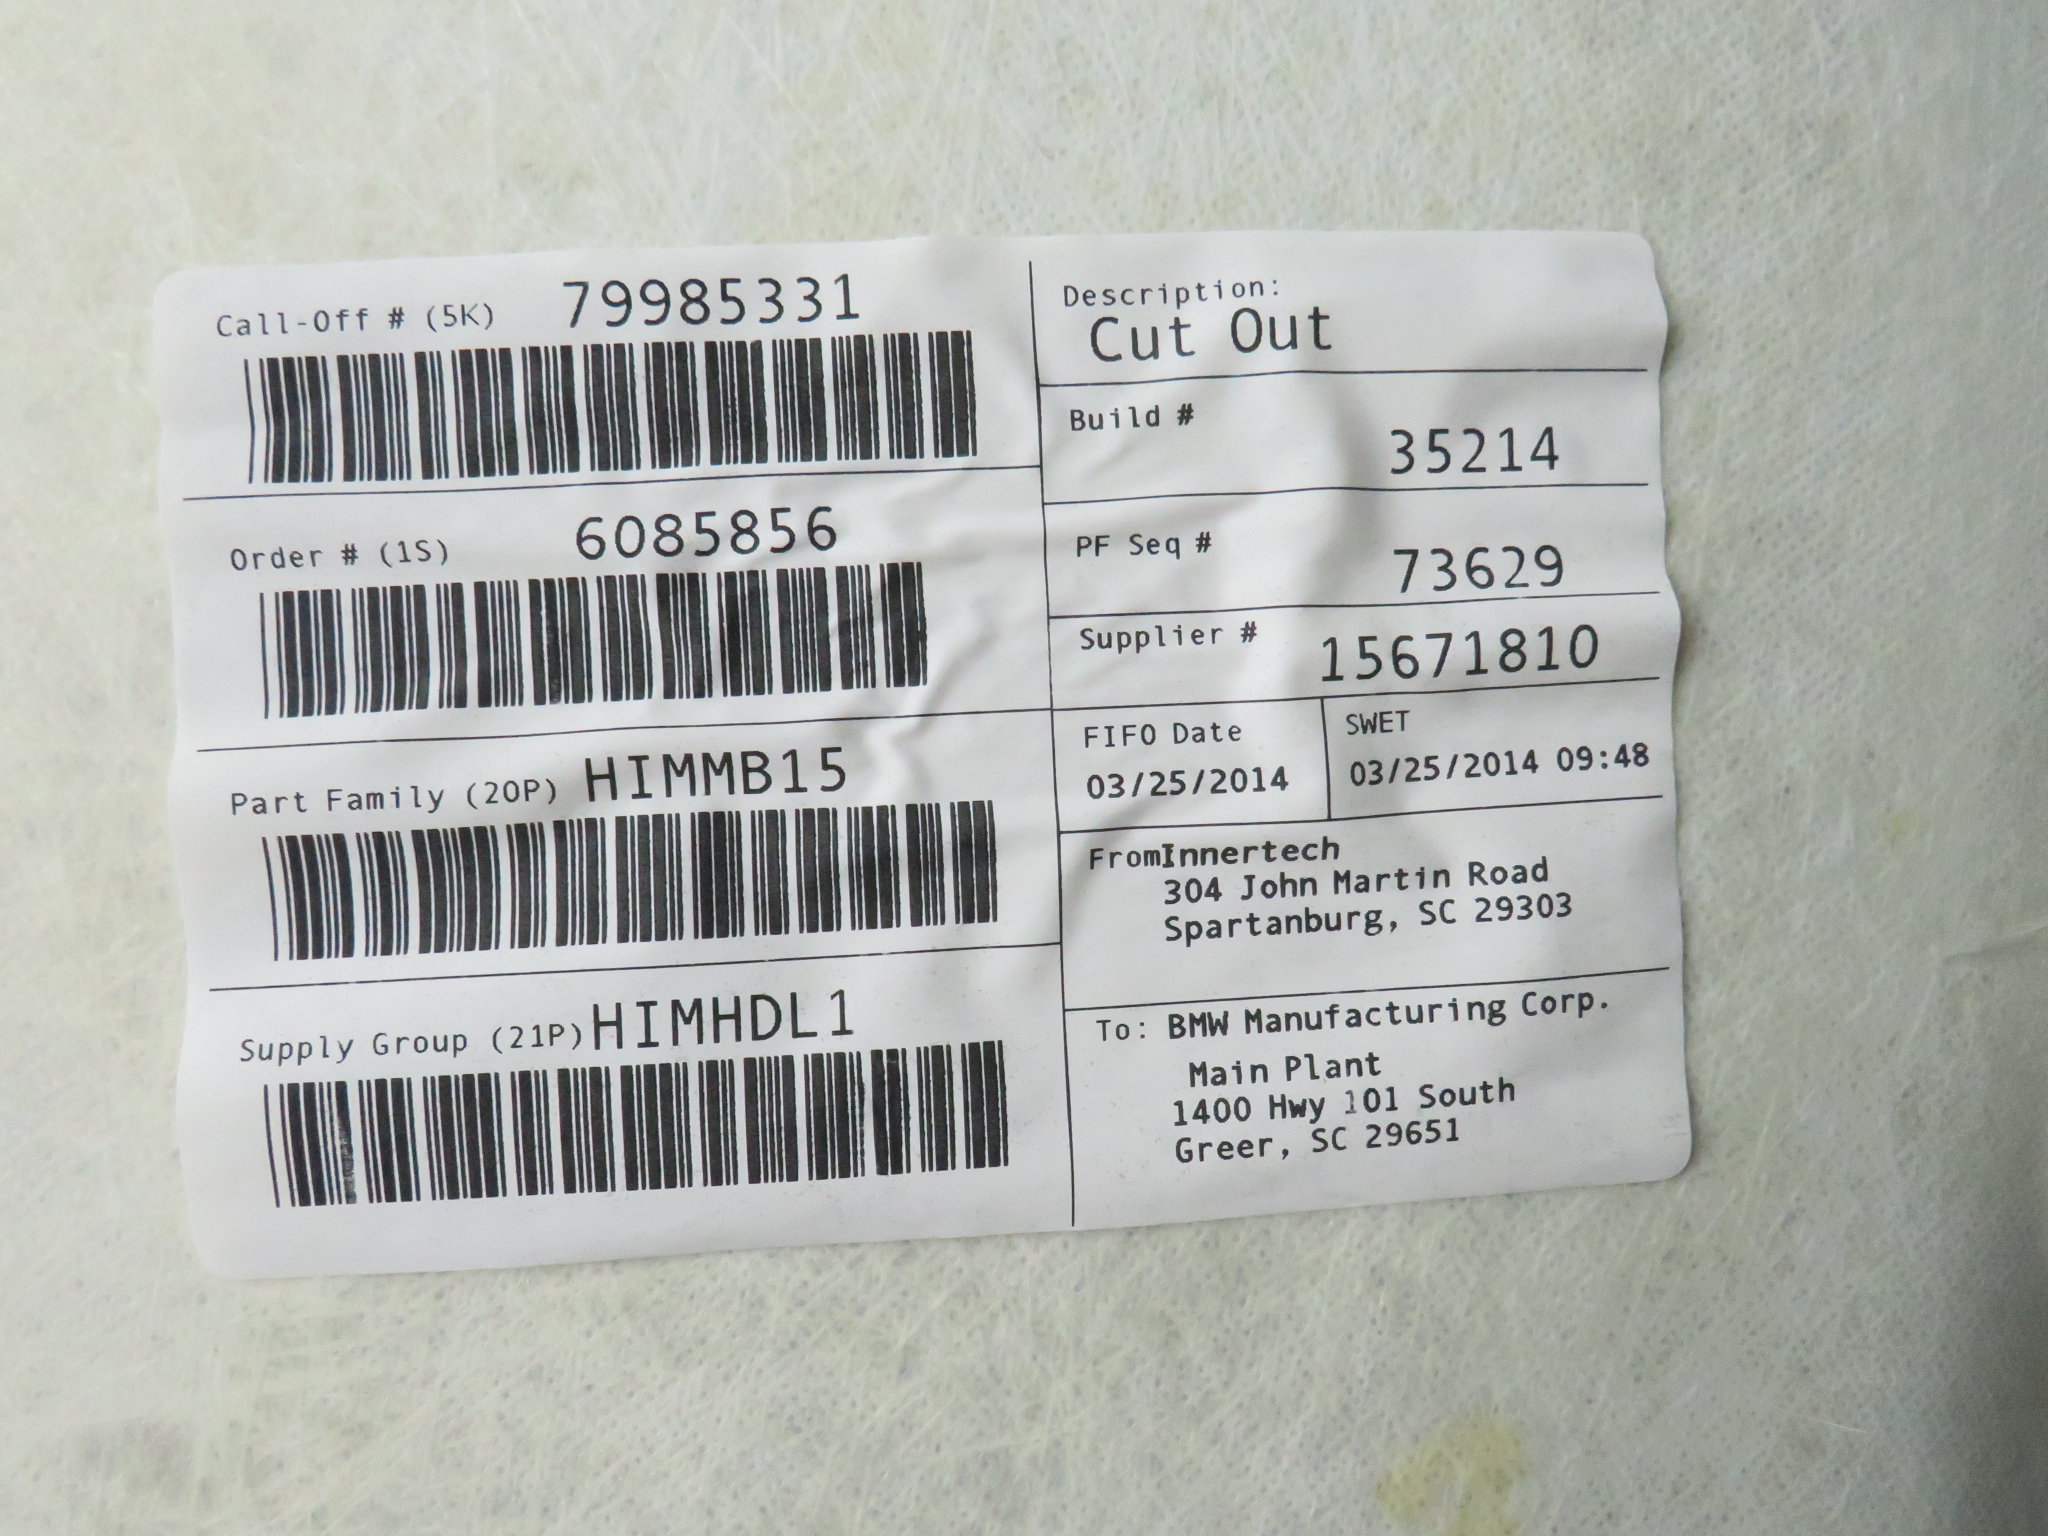 Call-Off # (5K) 79985331
Order # (1S) 6085856
Part Family (20P) HIMMB15
Supply Group (21P) HIMHDL1
Description:
Cut Out
Build #
35214
PF Seq #
73629
Supplier # 15671810
FIFO Date
03/25/2014
SWET
03/25/2014 09:48
From Innertech
304 John Martin Road
Spartanburg, SC 29303
To: BMW Manufacturing Corp.
Main Plant
1400 Hwy 101 South
Greer, SC 29651